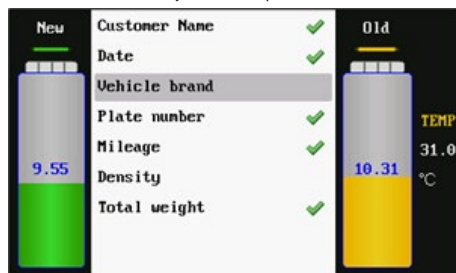 New
Customer Name
Date
Vehicle brand
Plate number
Mileage
Density
Total weight
9.55
Old
10.31
TEMP
31.0
°C